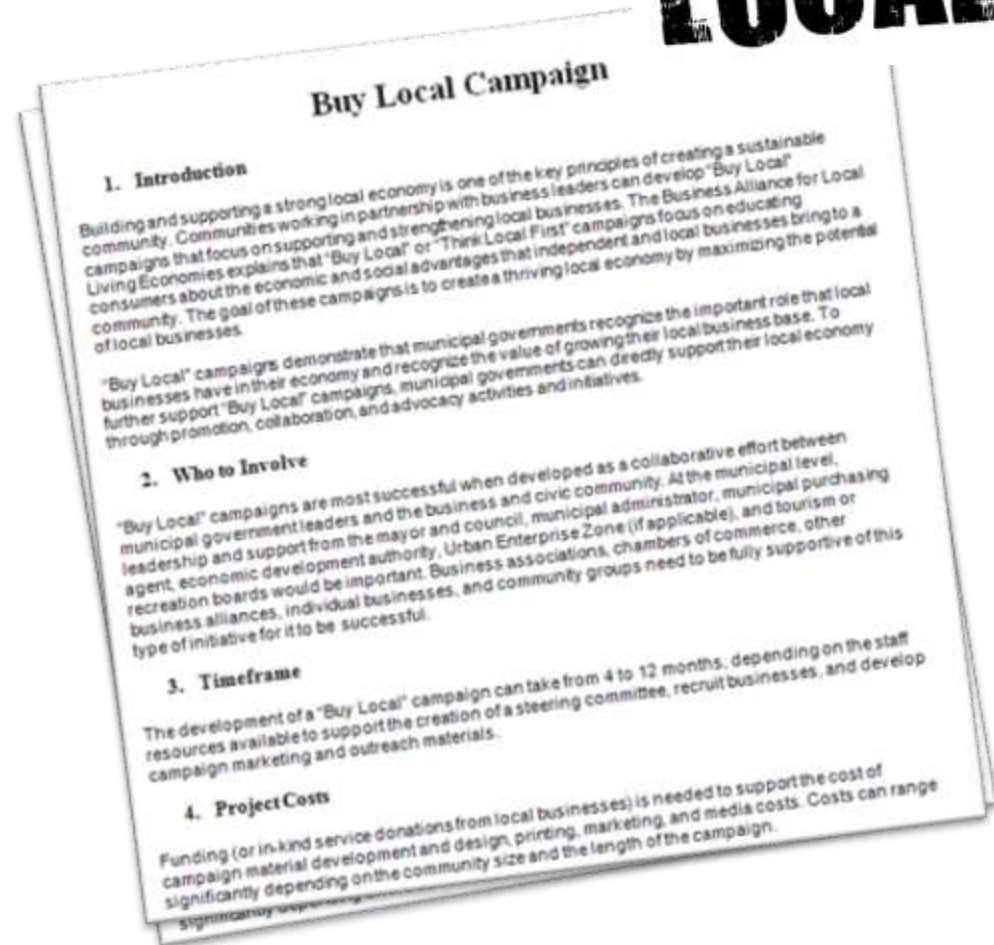 LOCAL
Buy Local Campaign
1. Introduction
Building and supporting a strong local economy is one of the key principles of creating a sustainable
community. Communities working in partnership with business leaders can develop "Buy Local"
campaigns that focus on supporting and strengthening local businesses. The Business Alliance for Local
Living Economies explains that "Buy Local" or "Think Local First" campaigns focus on educating
consumers about the economic and social advantages that independent and local businesses bring to a
community. The goal of these campaigns is to create a thriving local economy by maximizing the potential
of local businesses.
"Buy Local" campaigns demonstrate that municipal governments recognize the important role that local
businesses have in their economy and recognize the value of growing their local business base. To
further support "Buy Local" campaigns, municipal governments can directly support their local economy
through promotion, collaboration, and advocacy activities and initiatives.
2. Who to Involve
"Buy Local" campaigns are most successful when developed as a collaborative effort between
municipal government leaders and the business and civic community. At the municipal level,
leadership and support from the mayor and council, municipal administrator, municipal purchasing
agent, economic development authority, Urban Enterprise Zone (if applicable), and tourism or
recreation boards would be important. Business associations, chambers of commerce, other
business alliances, individual businesses, and community groups need to be fully supportive of this
type of initiative for it to be successful.
3. Timeframe
The development of a "Buy Local" campaign can take from 4 to 12 months, depending on the staff
resources available to support the creation of a steering committee, recruit businesses, and develop
campaign marketing and outreach materials.
4. Project Costs
Funding (or in-kind service donations from local businesses) is needed to support the cost of
campaign material development and design, printing, marketing, and media costs. Costs can range
significantly depending on the community size and the length of the campaign.
significantly